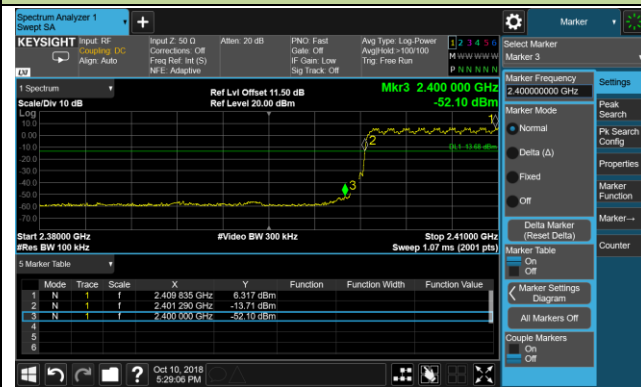 Spectrum Analyzer 1
Swept SA
Marker
KEYSIGHT
Input: RF
Coupling: DC
Align: Auto
Input Z: 50 Ω
Corrections: Off
Freq Ref: Int (S)
NFE: Adaptive
Atten: 20 dB
PNO: Fast
Gate: Off
IF Gain: Low
Sig Track: Off
Avg Type: Log-Power
Avg|Hold:>100/100
Trig: Free Run
1 2 3 4 5 6
M W W W W W
P N N N N N
LXI
Select Marker
Marker 3
1 Spectrum
Scale/Div 10 dB
Log
Ref Lvl Offset 11.50 dB
Ref Level 20.00 dBm
Mkr3 2.400 000 GHz
-52.10 dBm
10.0
0.00
-10.0
-20.0
-30.0
-40.0
-50.0
-60.0
-70.0
1
2
3
DL1 -13.68 dBm
Start 2.38000 GHz
#Res BW 100 kHz
#Video BW 300 kHz
Stop 2.41000 GHz
Sweep 1.07 ms (2001 pts)
5 Marker Table
Mode Trace Scale X Y Function Function Width Function Value
1 N 1 f 2.409 835 GHz 6.317 dBm
2 N 1 f 2.401 290 GHz -13.71 dBm
3 N 1 f 2.400 000 GHz -52.10 dBm
4
5
6
Marker Frequency
2.400000000 GHz
Marker Mode
Normal
Delta (Δ)
Fixed
Off
Delta Marker
(Reset Delta)
Marker Table
On
Off
Marker Settings
Diagram
All Markers Off
Couple Markers
On
Off
Settings
Peak
Search
Pk Search
Config
Properties
Marker
Function
Marker→
Counter
?
Oct 10, 2018
5:29:06 PM